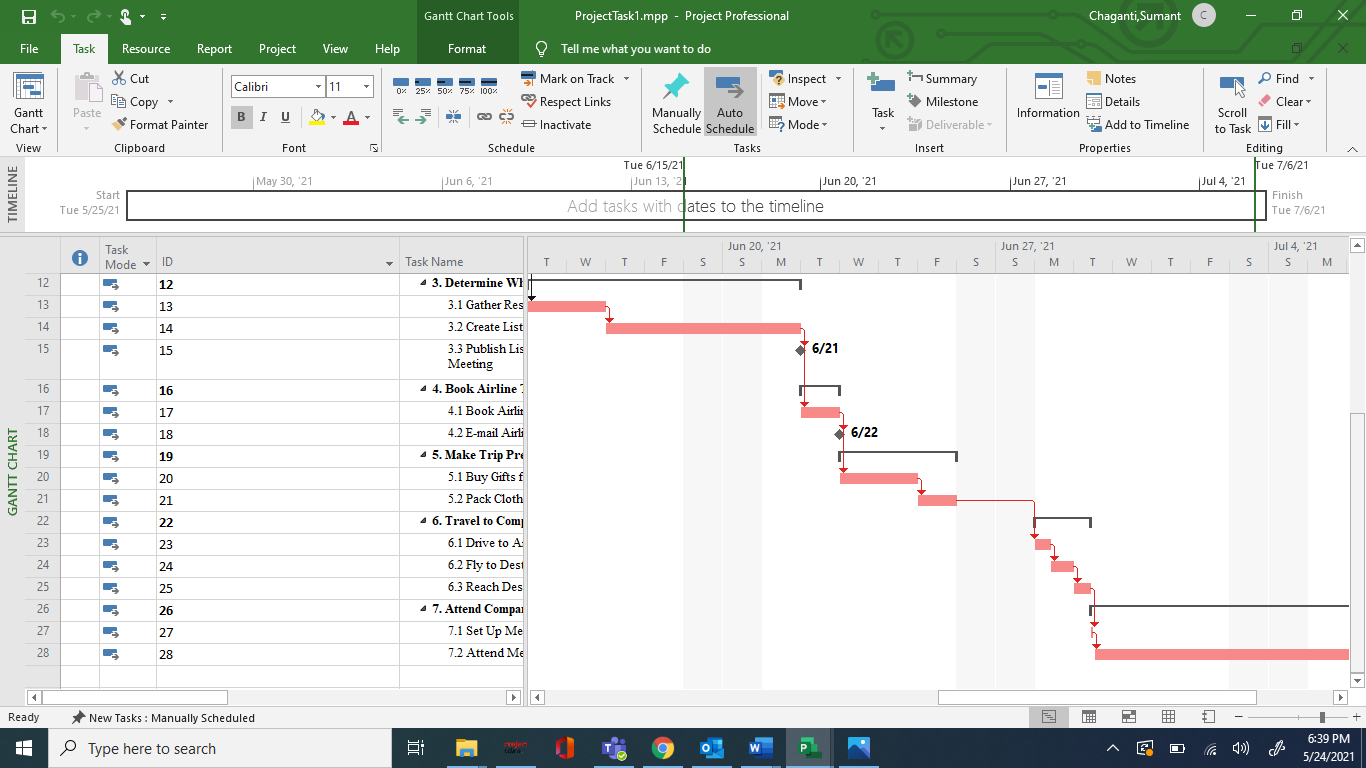 Gantt Chart Tools
ProjectTask1.mpp - Project Professional
Chaganti,Sumant C
File Task Resource Report Project View Help Format Tell me what you want to do
Gantt Chart
View
Paste
Cut
Copy
Format Painter
Clipboard
Calibri 11
B I U A
Font
0% 25% 50% 75% 100%
Mark on Track
Respect Links
Inactivate
Schedule
Manually Schedule
Auto Schedule
Inspect
Move
Mode
Tasks
Task
Summary
Milestone
Deliverable
Insert
Information
Notes
Details
Add to Timeline
Properties
Scroll to Task
Find
Clear
Fill
Editing
TIMELINE
Tue 6/15/21 Tue 7/6/21
May 30, '21 Jun 6, '21 Jun 13, '21 Jun 20, '21 Jun 27, '21 Jul 4, '21
Start
Tue 5/25/21
Add tasks with dates to the timeline
Finish
Tue 7/6/21
GANTT CHART
Task Mode ID Task Name
Jun 20, '21 Jun 27, '21 Jul 4, '21
T W T F S S M T W T F S S M T W T F S S M
12 12 3. Determine Wh
13 13 3.1 Gather Res
14 14 3.2 Create List
15 15 3.3 Publish Lis
Meeting
6/21
16 16 4. Book Airline T
17 17 4.1 Book Airlin
18 18 4.2 E-mail Airli
6/22
19 19 5. Make Trip Pre
20 20 5.1 Buy Gifts f
21 21 5.2 Pack Cloth
22 22 6. Travel to Comp
23 23 6.1 Drive to A
24 24 6.2 Fly to Dest
25 25 6.3 Reach Des
26 26 7. Attend Compa
27 27 7.1 Set Up Me
28 28 7.2 Attend Me
Ready New Tasks : Manually Scheduled
Type here to search
6:39 PM
5/24/2021